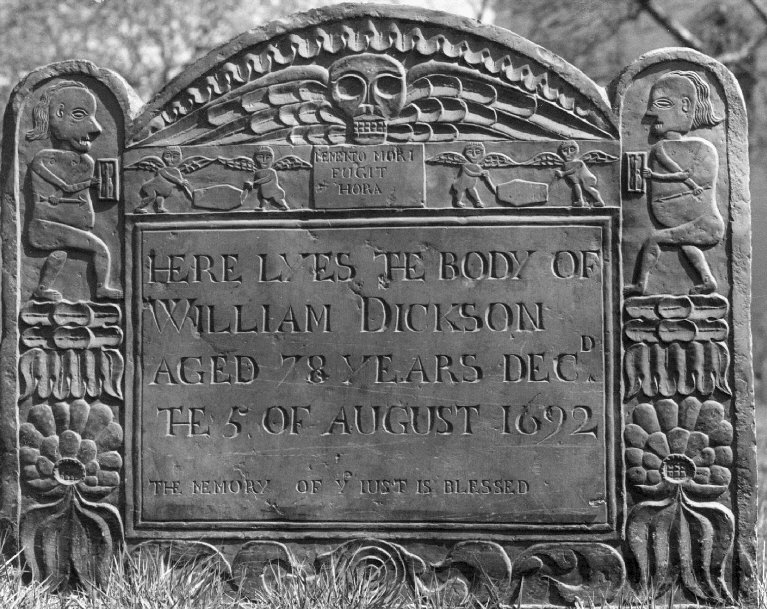 MEMENTO MORI
FUGIT
HORA
HERE LYES THE BODY OF
WILLIAM DICKSON
AGED 78 YEARS DECD
THE 5 OF AUGUST 1692
THE MEMORY OF Ye IUST IS BLESSED